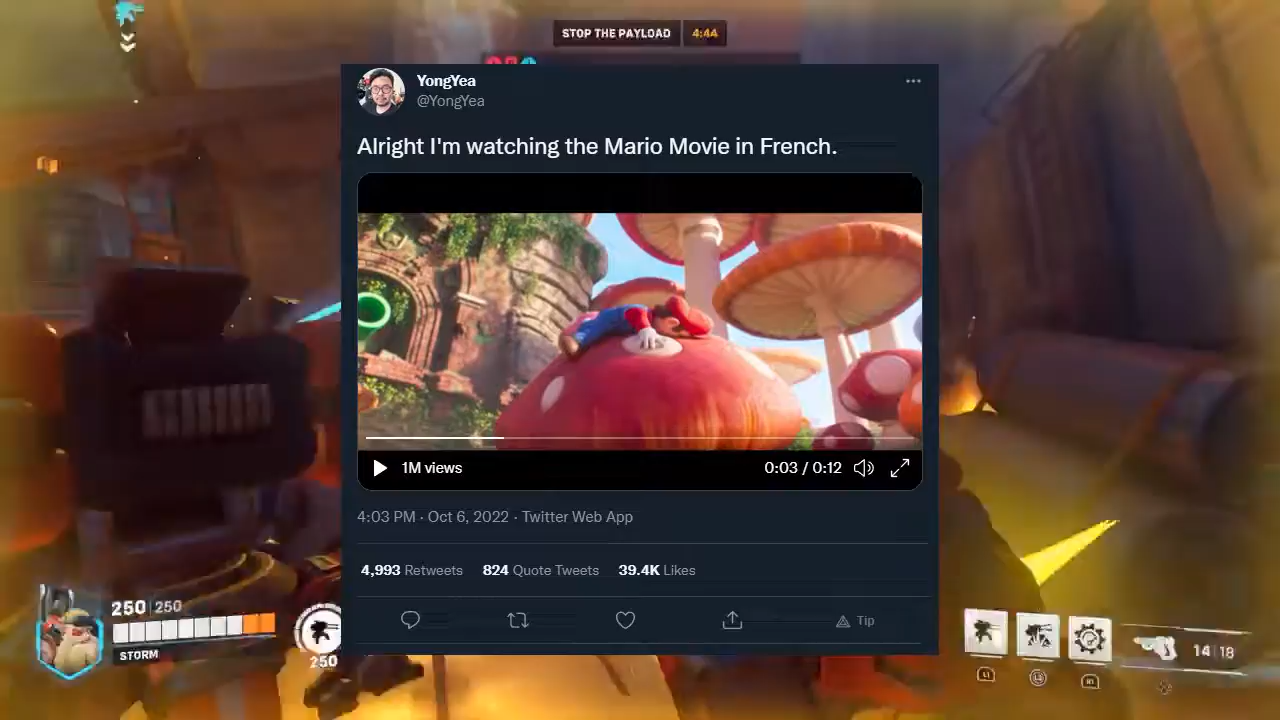 STOP THE PAYLOAD 4:44
YongYea
@YongYea
Alright I'm watching the Mario Movie in French.
1M views 0:03 / 0:12
4:03 PM · Oct 6, 2022 · Twitter Web App
4,993 Retweets 824 Quote Tweets 39.4K Likes
Tip
250 | 250
STORM
250
14 | 18
L1
R1